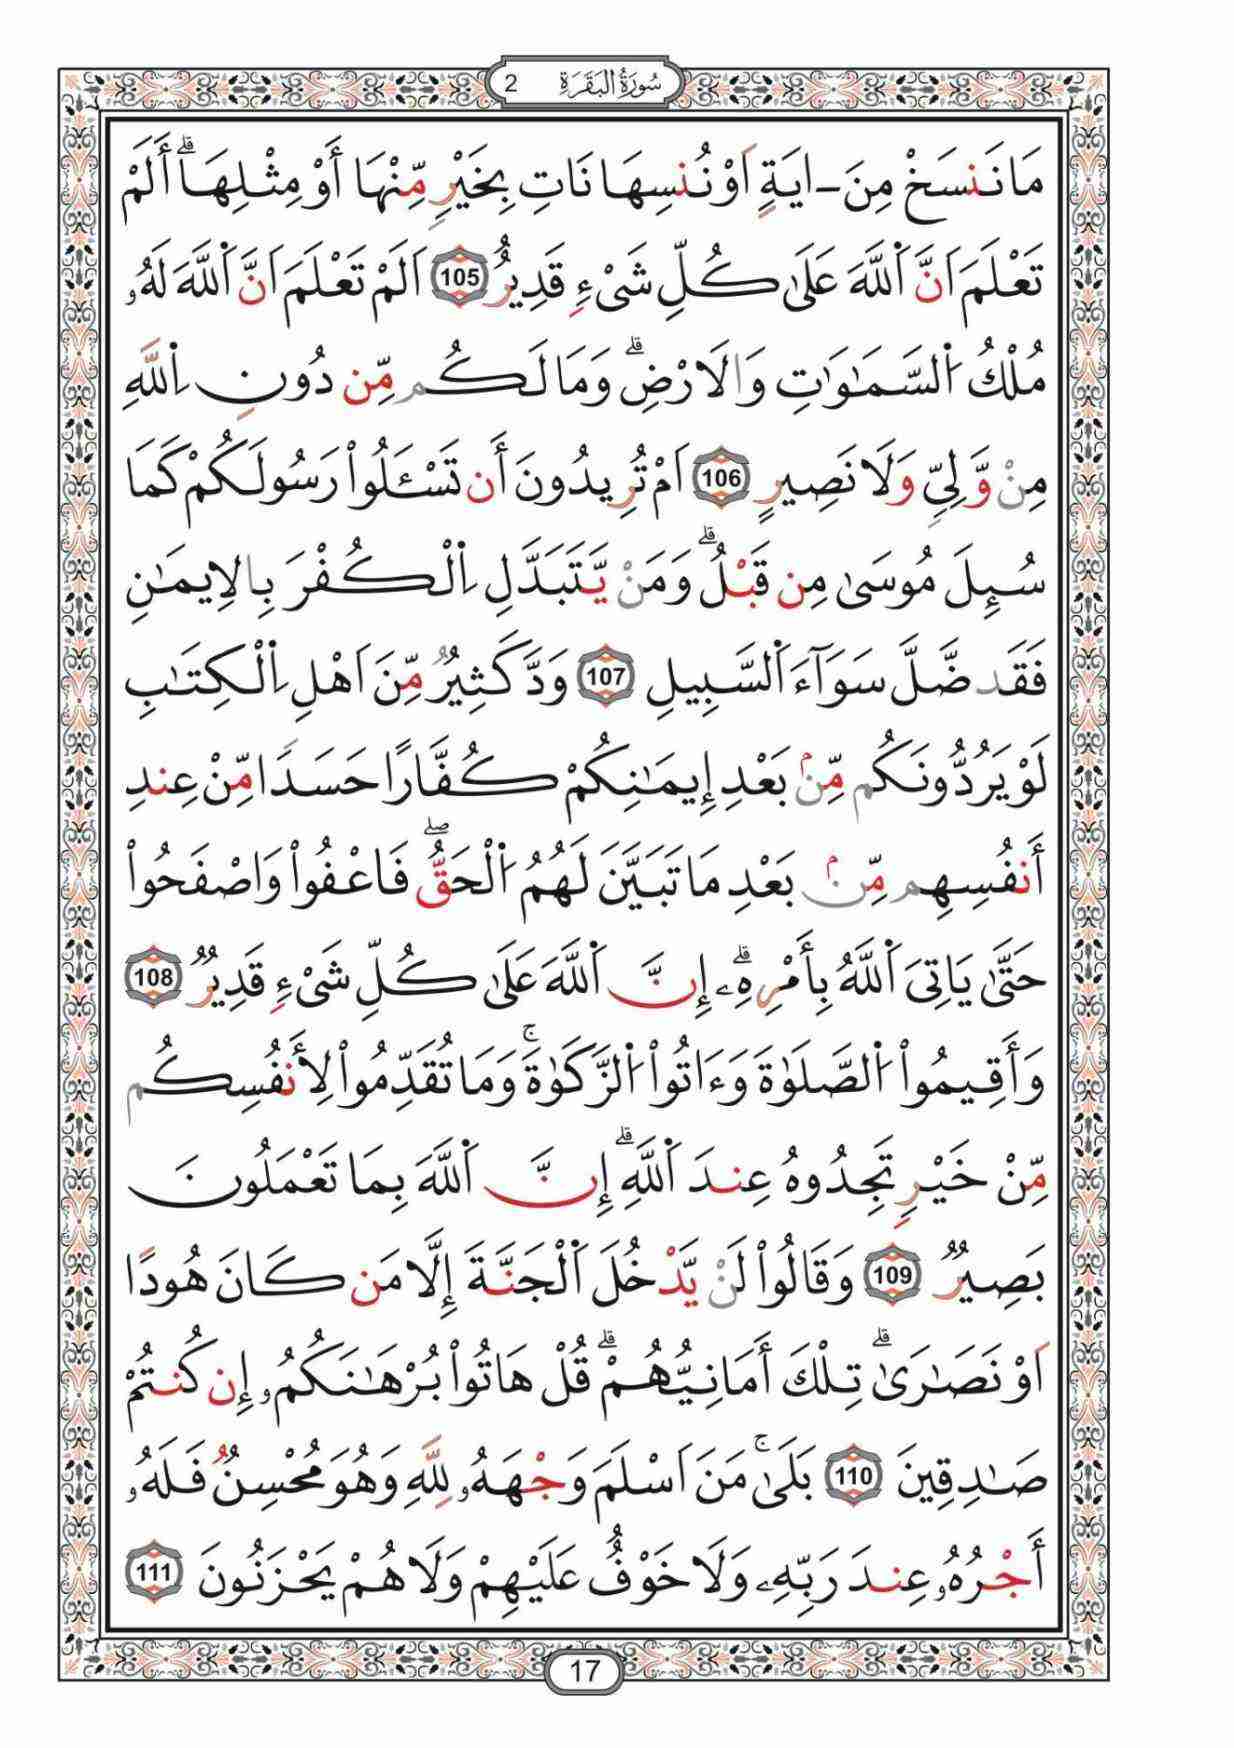 سُورَةُ الْبَقَرَةِ 2
مَا نَنسَخْ مِنَ ـ ايَةٍ اَوْ نُنسِهَا نَاتِ بِخَيْرٍ مِّنْهَا أَوْ مِثْلِهَاۗ أَلَمْ
تَعْلَمَ اَنَّ اَ۬للَّهَ عَلَىٰ كُلِّ شَےْءٖ قَدِيرٌ 105 اَلَمْ تَعْلَمَ اَنَّ اَ۬للَّهَ لَهُۥ
مُلْكُ اُ۬لسَّمَٰوَٰتِ وَالَارْضِۗ وَمَا لَكُم مِّن دُونِ اِ۬للَّهِ
مِنْ وَّلِيّٖ وَلَا نَصِيرٍ 106 اَمْ تُرِيدُونَ أَن تَسْـَٔلُواْ رَسُولَكُمْ كَمَا
سُئِلَ مُوسَىٰ مِن قَبْلُۗ وَمَنْ يَّتَبَدَّلِ اِ۬لْكُفْرَ بِالِايمَٰنِ
فَقَد ضَّلَّ سَوَآءَ اَ۬لسَّبِيلِ 107 وَدَّ كَثِيرٌ مِّنَ اَهْلِ اِ۬لْكِتَٰبِ
لَوْ يَرُدُّونَكُم مِّنۢ بَعْدِ إِيمَٰنِكُمْ كُفَّارًا حَسَدًا مِّنْ عِندِ
أَنفُسِهِم مِّنۢ بَعْدِ مَا تَبَيَّنَ لَهُمُ اُ۬لْحَقُّۖ فَاعْفُواْ وَاصْفَحُواْ
حَتَّىٰ يَاتِيَ اَ۬للَّهُ بِأَمْرِهِۦۗ إِنَّ اَ۬للَّهَ عَلَىٰ كُلِّ شَےْءٖ قَدِيرٌ 108
وَأَقِيمُواْ اُ۬لصَّلَوٰةَ وَءَاتُواْ اُ۬لزَّكَوٰةَۚ وَمَا تُقَدِّمُواْ لِأَنفُسِكُم
مِّنْ خَيْرٍ تَجِدُوهُ عِندَ اَ۬للَّهِۗ إِنَّ اَ۬للَّهَ بِمَا تَعْمَلُونَ
بَصِيرٌ 109 وَقَالُواْ لَنْ يَّدْخُلَ اَ۬لْجَنَّةَ إِلَّا مَن كَانَ هُودًا
اَوْ نَصَٰرَىٰۗ تِلْكَ أَمَانِيُّهُمْۗ قُلْ هَاتُواْ بُرْهَٰنَكُمُۥٓ إِن كُنتُمْ
صَٰدِقِينَ 110 بَلَىٰۚ مَنَ اَسْلَمَ وَجْهَهُۥ لِلَّهِ وَهُوَ مُحْسِنٌ فَلَهُۥ
أَجْرُهُۥ عِندَ رَبِّهِۦ وَلَا خَوْفٌ عَلَيْهِمْ وَلَا هُمْ يَحْزَنُونَ 111
17